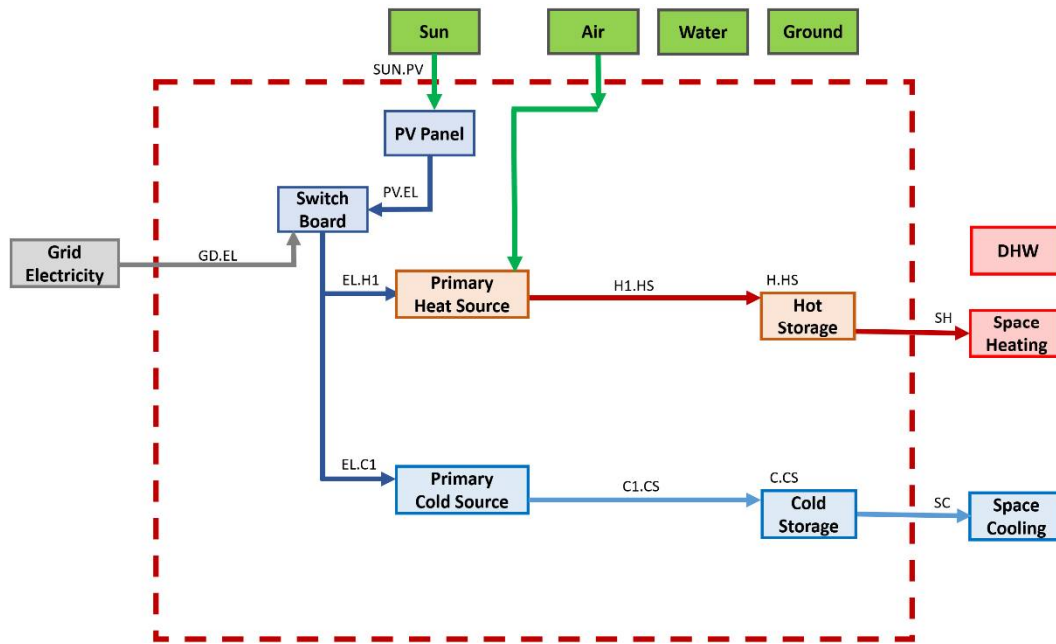 Sun
Air
Water
Ground
SUN.PV
PV Panel
PV.EL
Switch
Board
Grid
Electricity
GD.EL
EL.H1
Primary
Heat Source
H1.HS
H.HS
Hot
Storage
SH
DHW
Space
Heating
EL.C1
Primary
Cold Source
C1.CS
C.CS
Cold
Storage
SC
Space
Cooling